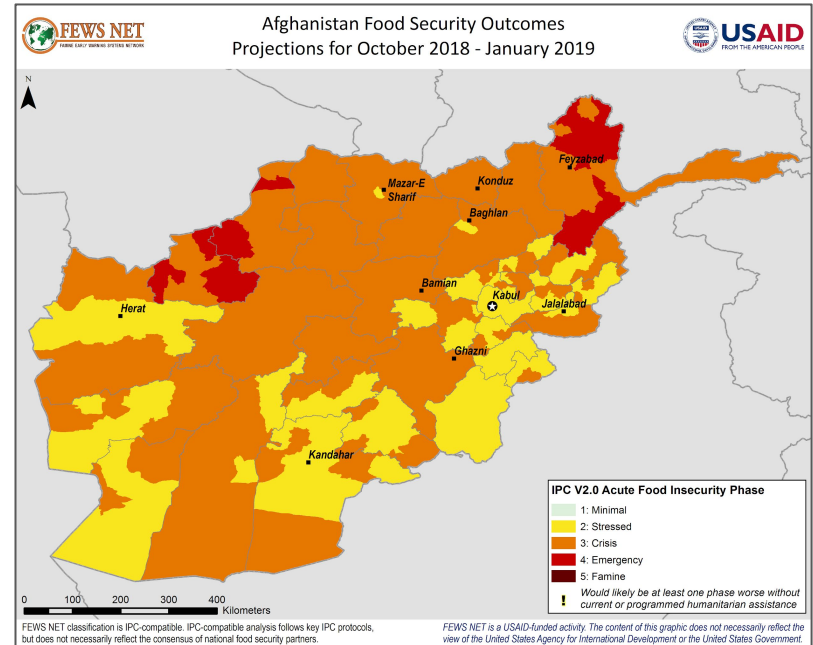 FEWS NET
FAMINE EARLY WARNING SYSTEMS NETWORK
Afghanistan Food Security Outcomes
Projections for October 2018 - January 2019
USAID
FROM THE AMERICAN PEOPLE
N
Feyzabad
Mazar-E
Sharif
Konduz
Baghlan
Bamian
Kabul
Jalalabad
Herat
Ghazni
Kandahar
IPC V2.0 Acute Food Insecurity Phase
1: Minimal
2: Stressed
3: Crisis
4: Emergency
5: Famine
! Would likely be at least one phase worse without
current or programmed humanitarian assistance
0 100 200 300 400
Kilometers
FEWS NET classification is IPC-compatible. IPC-compatible analysis follows key IPC protocols,
but does not necessarily reflect the consensus of national food security partners.
FEWS NET is a USAID-funded activity. The content of this graphic does not necessarily reflect the
view of the United States Agency for International Development or the United States Government.